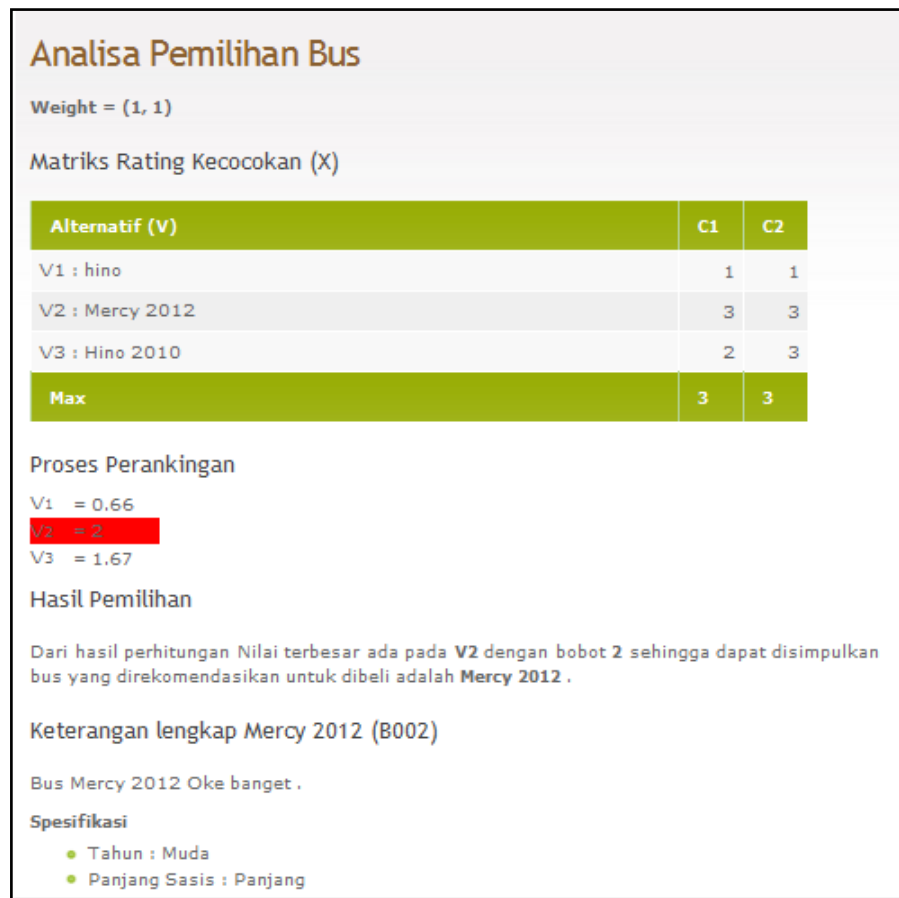 Analisa Pemilihan Bus
Weight = (1, 1)
Matriks Rating Kecocokan (X)
Alternatif (V) C1 C2
V1 : hino 1 1
V2 : Mercy 2012 3 3
V3 : Hino 2010 2 3
Max 3 3
Proses Perankingan
V1 = 0.66
V2 = 2
V3 = 1.67
Hasil Pemilihan
Dari hasil perhitungan Nilai terbesar ada pada V2 dengan bobot 2 sehingga dapat disimpulkan
bus yang direkomendasikan untuk dibeli adalah Mercy 2012 .
Keterangan lengkap Mercy 2012 (B002)
Bus Mercy 2012 Oke banget .
Spesifikasi
Tahun : Muda
Panjang Sasis : Panjang